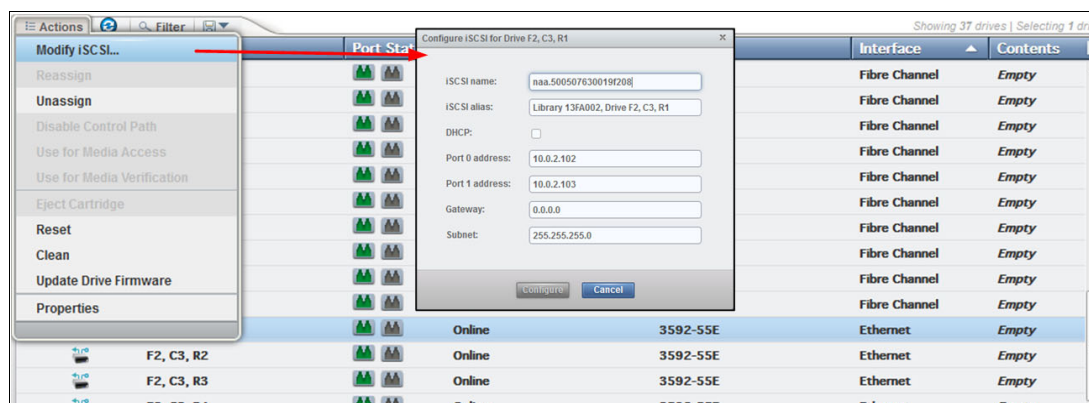 Actions Filter Showing 37 drives | Selecting 1 dr
Port Stat Interface Contents
Modify iSCSI...
Reassign
Unassign
Disable Control Path
Use for Media Access
Use for Media Verification
Eject Cartridge
Reset
Clean
Update Drive Firmware
Properties
Configure iSCSI for Drive F2, C3, R1 x
iSCSI name: naa.500507630019f208
iSCSI alias: Library 13FA002, Drive F2, C3, R1
DHCP:
Port 0 address: 10.0.2.102
Port 1 address: 10.0.2.103
Gateway: 0.0.0.0
Subnet: 255.255.255.0
Configure Cancel
Fibre Channel Empty
Fibre Channel Empty
Fibre Channel Empty
Fibre Channel Empty
Fibre Channel Empty
Fibre Channel Empty
Fibre Channel Empty
Fibre Channel Empty
Fibre Channel Empty
Fibre Channel Empty
Online 3592-55E Ethernet Empty
F2, C3, R2 Online 3592-55E Ethernet Empty
F2, C3, R3 Online 3592-55E Ethernet Empty